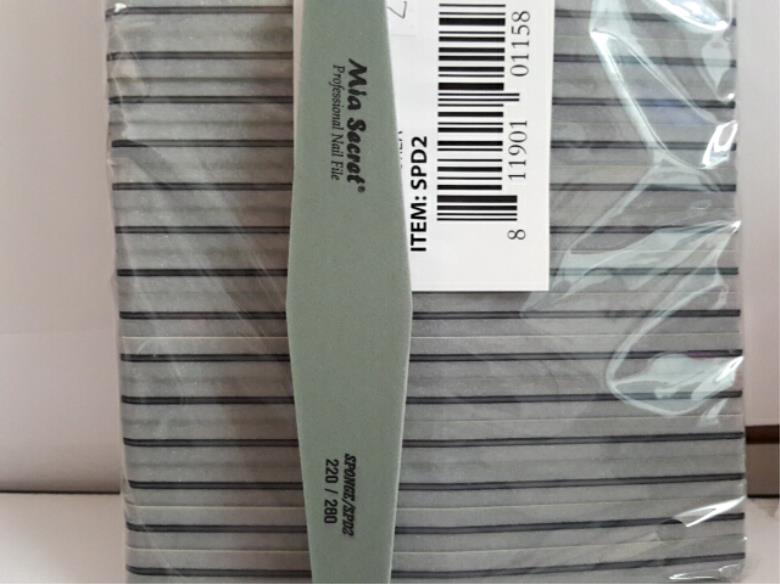 Mia Secret®
Professional Nail File
SPONGE/SPD2
220 / 280
ITEM: SPD2
8 11901 01158